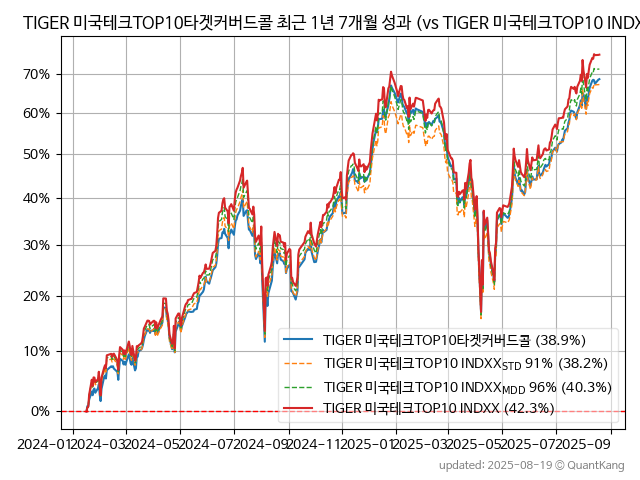 TIGER 미국테크TOP10타겟커버드콜 최근 1년 7개월 성과 (vs TIGER 미국테크TOP10 INDX
70%
60%
50%
40%
30%
20%
10%
0%
TIGER 미국테크TOP10타겟커버드콜 (38.9%)
TIGER 미국테크TOP10 INDXXSTD 91% (38.2%)
TIGER 미국테크TOP10 INDXXMDD 96% (40.3%)
TIGER 미국테크TOP10 INDXX (42.3%)
2024-01 2024-03 2024-05 2024-07 2024-09 2024-11 2025-01 2025-03 2025-05 2025-07 2025-09
updated: 2025-08-19 © QuantKang